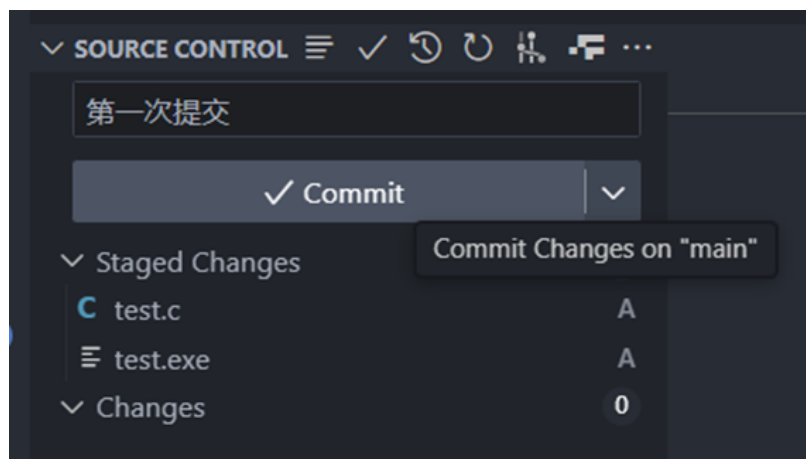 SOURCE CONTROL
第一次提交
Commit
Commit Changes on "main"
Staged Changes
C test.c A
test.exe A
Changes 0